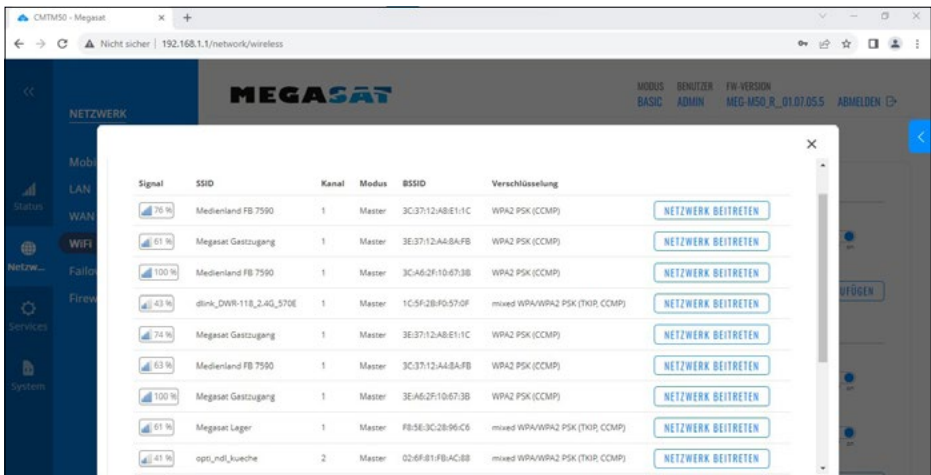 CMTM50 - Megasat
Nicht sicher | 192.168.1.1/network/wireless
MEGASAT
MODUS BENUTZER FW-VERSION
BASIC ADMIN MEG-M50_R_01.07.05.5 ABMELDEN
NETZWERK
Mobi
LAN
WAN
WiFi
Failov
Firew
Status
Netzw...
Services
System
Signal SSID Kanal Modus BSSID Verschlüsselung
76 % Medienland FB 7590 1 Master 3C:37:12:AB:E1:1C WPA2 PSK (CCMP) NETZWERK BEITRETEN
61 % Megasat Gastzugang 1 Master 3E:37:12:A4:8A:FB WPA2 PSK (CCMP) NETZWERK BEITRETEN
100 % Medienland FB 7590 1 Master 3C:A6:2F:10:67:3B WPA2 PSK (CCMP) NETZWERK BEITRETEN
43 % dlink_DWR-118_2.4G_570E 1 Master 1C:5F:2B:F0:57:0F mixed WPA/WPA2 PSK (TKIP, CCMP) NETZWERK BEITRETEN
74 % Megasat Gastzugang 1 Master 3E:37:12:AB:E1:1C WPA2 PSK (CCMP) NETZWERK BEITRETEN
63 % Medienland FB 7590 1 Master 3C:37:12:A4:8A:FB WPA2 PSK (CCMP) NETZWERK BEITRETEN
100 % Megasat Gastzugang 1 Master 3E:A6:2F:10:67:3B WPA2 PSK (CCMP) NETZWERK BEITRETEN
61 % Megasat Lager 1 Master F8:5E:3C:28:96:C6 mixed WPA/WPA2 PSK (TKIP, CCMP) NETZWERK BEITRETEN
41 % opti_ndl_kueche 2 Master 02:6F:81:FB:AC:88 mixed WPA/WPA2 PSK (TKIP, CCMP) NETZWERK BEITRETEN
UFÜGEN